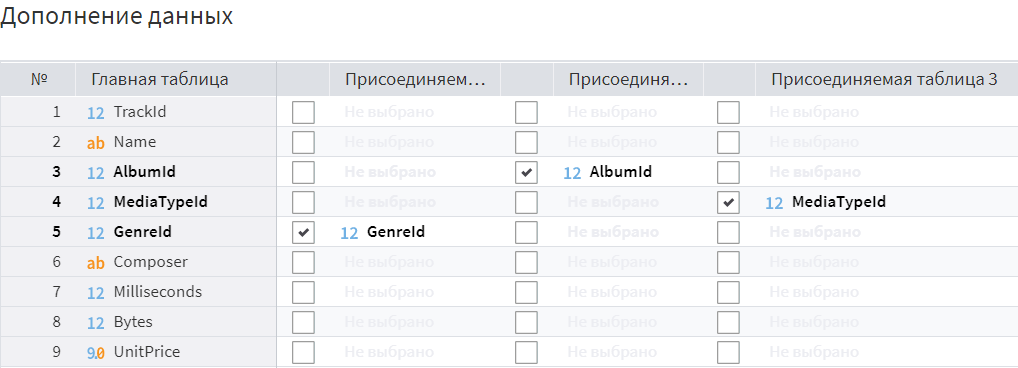 Дополнение данных
№ Главная таблица Присоединяем... Присоединя... Присоединяемая таблица 3
1 12 TrackId Не выбрано Не выбрано Не выбрано
2 ab Name Не выбрано Не выбрано Не выбрано
3 12 AlbumId Не выбрано 12 AlbumId Не выбрано
4 12 MediaTypeId Не выбрано Не выбрано 12 MediaTypeId
5 12 GenreId 12 GenreId Не выбрано Не выбрано
6 ab Composer Не выбрано Не выбрано Не выбрано
7 12 Milliseconds Не выбрано Не выбрано Не выбрано
8 12 Bytes Не выбрано Не выбрано Не выбрано
9 9.0 UnitPrice Не выбрано Не выбрано Не выбрано